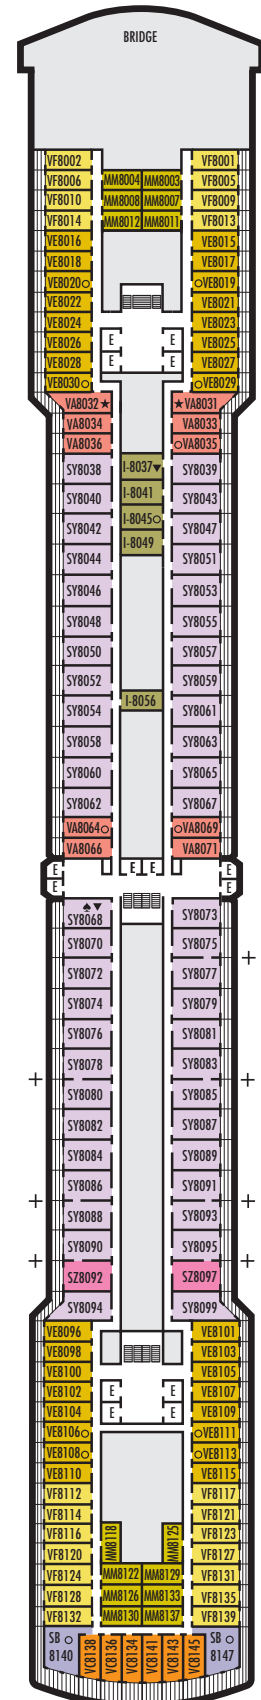 BRIDGE
VF8002 VF8001
VF8006 MM8004 MM8003 VF8005
VF8010 MM8008 MM8007 VF8009
VF8014 MM8012 MM8011 VF8013
VE8016 VE8015
VE8018 VE8017
VE8020 VE8019
VE8022 VE8021
VE8024 VE8023
VE8026 E E VE8025
VE8028 E E VE8027
VE8030 VE8029
VA8032 ★ ★ VA8031
VA8034 VA8033
VA8036 VA8035
SY8038 I-8037▼ SY8039
SY8040 I-8041 SY8043
SY8042 I-8045 SY8047
SY8044 I-8049 SY8051
SY8046 SY8053
SY8048 SY8055
SY8050 SY8057
SY8052 SY8059
SY8054 I-8056 SY8061
SY8058 SY8063
SY8060 SY8065
SY8062 SY8067
VA8064 VA8069
VA8066 VA8071
E E E E
E E
SY8068 ♠▼ SY8073
SY8070 SY8075
SY8072 SY8077
SY8074 SY8079
SY8076 SY8081
SY8078 SY8083
SY8080 SY8085
SY8082 SY8087
SY8084 SY8089
SY8086 SY8091
SY8088 SY8093
SY8090 SY8095
SZ8092 SZ8097
SY8094 SY8099
VE8096 VE8101
VE8098 VE8103
VE8100 VE8105
VE8102 E E VE8107
VE8104 E E VE8109
VE8106 VE8111
VE8108 VE8113
VE8110 VE8115
VF8112 VF8117
VF8114 MM8118 MM8125 VF8121
VF8116 VF8123
VF8120 VF8127
VF8124 MM8122 MM8129 VF8131
VF8128 MM8126 MM8133 VF8135
VF8132 MM8130 MM8137 VF8139
SB 8140 VC8138 VC8136 VC8134 VC8141 VC8143 VC8145 SB 8147